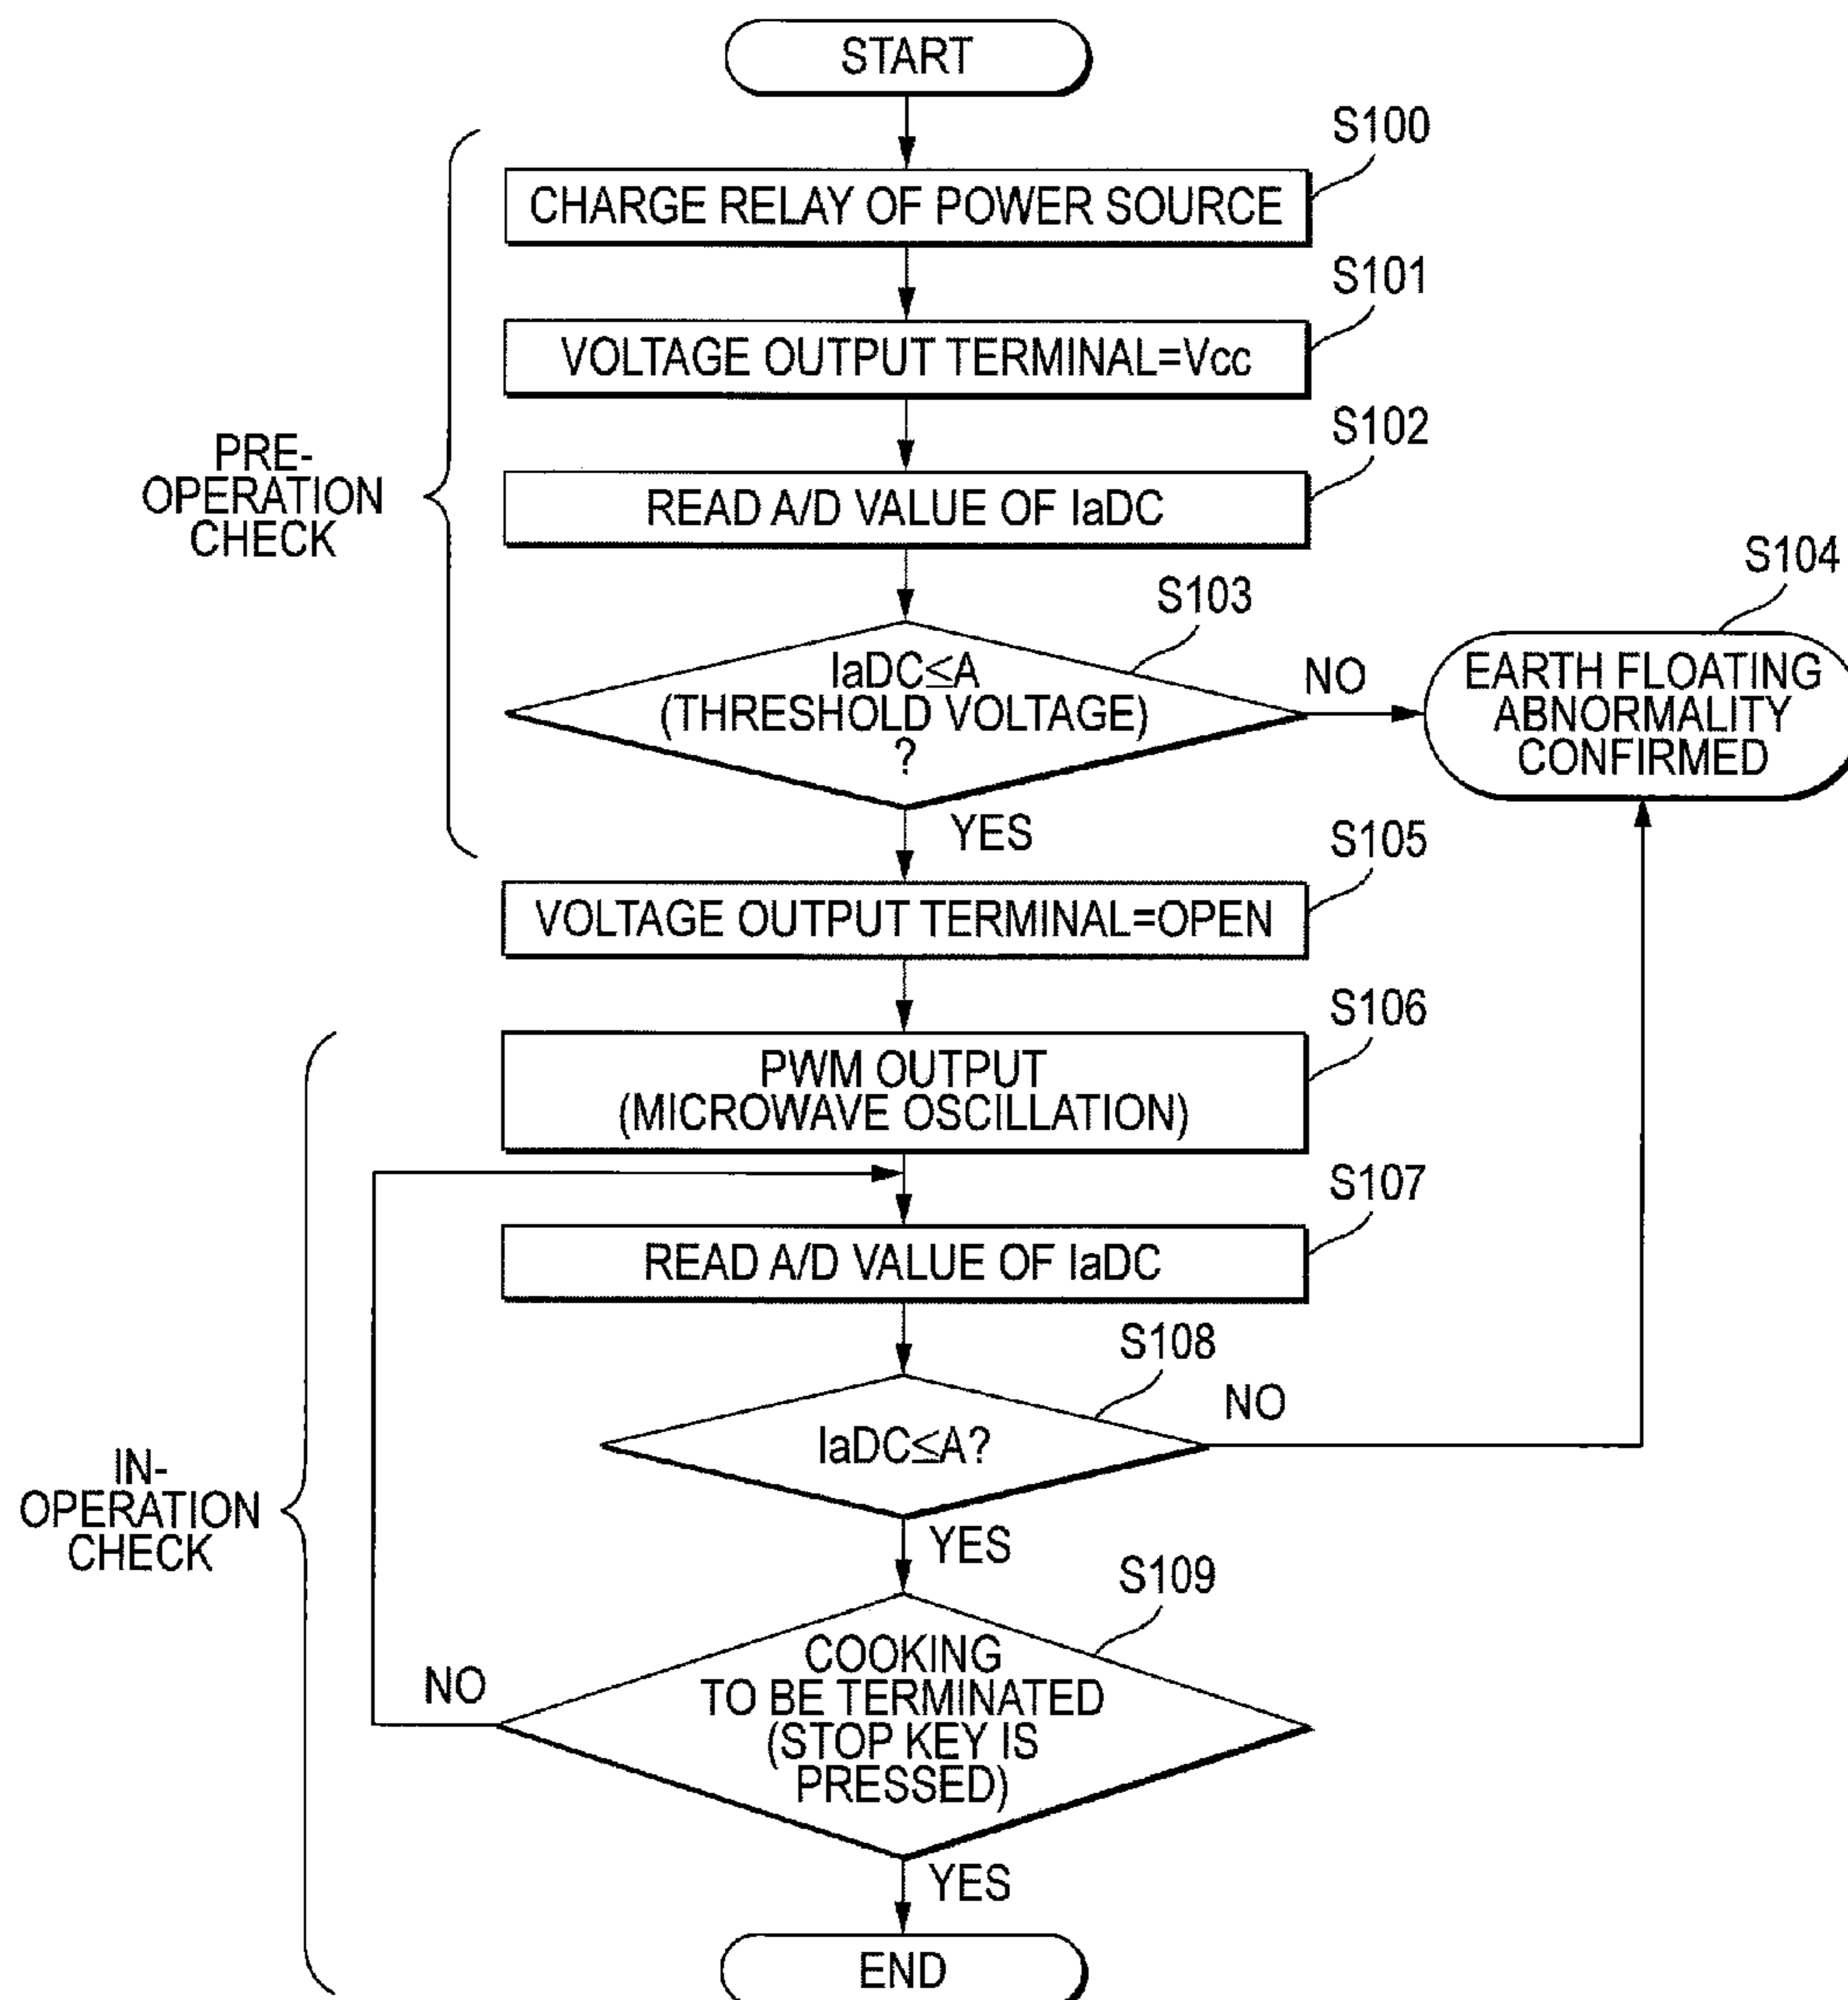 START
S100
CHARGE RELAY OF POWER SOURCE
S101
VOLTAGE OUTPUT TERMINAL=Vcc
S102
READ A/D VALUE OF IaDC
PRE-
OPERATION
CHECK
S103
IaDC≤A
(THRESHOLD VOLTAGE)
?
NO
S104
EARTH FLOATING
ABNORMALITY
CONFIRMED
YES
S105
VOLTAGE OUTPUT TERMINAL=OPEN
S106
PWM OUTPUT
(MICROWAVE OSCILLATION)
S107
READ A/D VALUE OF IaDC
S108
IaDC≤A?
NO
IN-
OPERATION
CHECK
YES
S109
COOKING
TO BE TERMINATED
(STOP KEY IS
PRESSED)
NO
YES
END